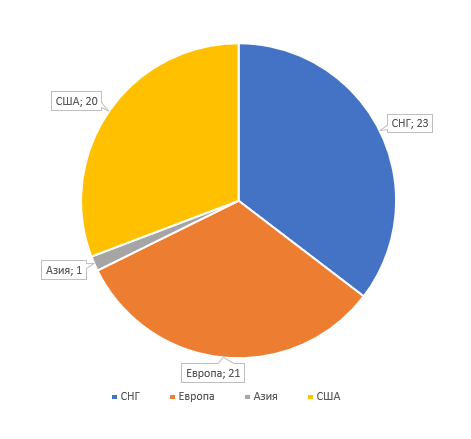 США; 20
СНГ; 23
Азия; 1
Европа; 21
СНГ Европа Азия США